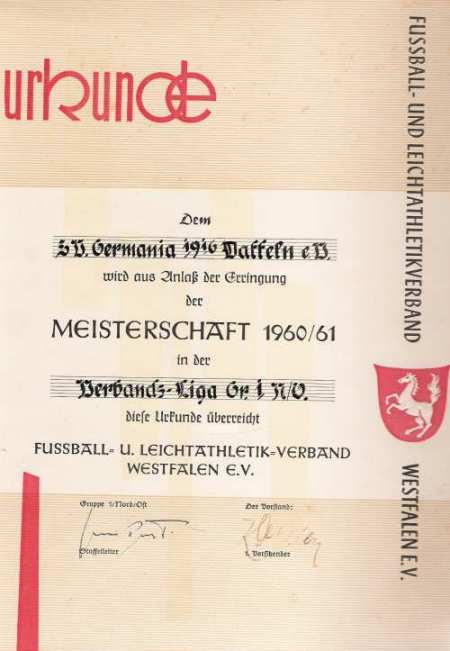 urkunde
Dem
S.V. Germania 1916 Datteln e.V.
wird aus Anlaß der Erringung
der
MEISTERSCHAFT 1960/61
in der
Verbands-Liga Gr. 1 N/O.
diese Urkunde überreicht
FUSSBALL- U. LEICHTATHLETIK-VERBAND
WESTFALEN E.V.
Gruppe 1/Nord/Ost
Staffelleiter
Der Vorstand:
1. Vorsitzender
FUSSBALL- UND LEICHTATHLETIKVERBAND
WESTFALEN E.V.